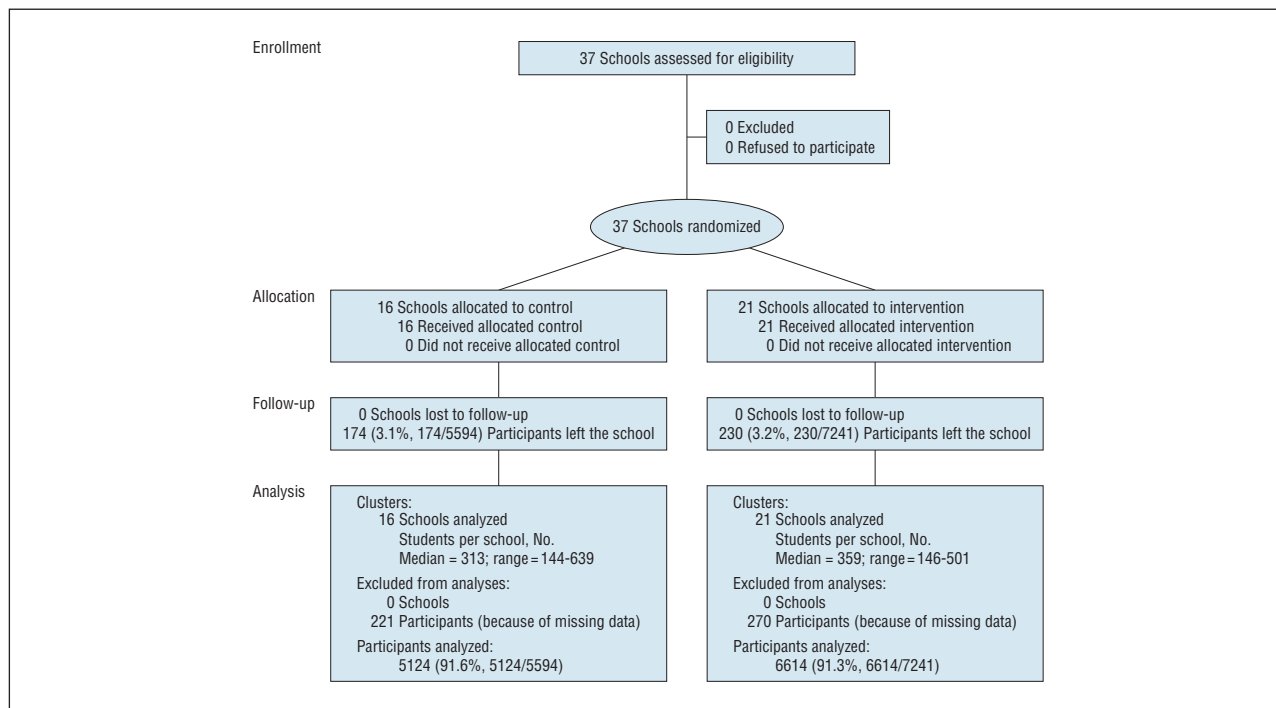 Enrollment
37 Schools assessed for eligibility
0 Excluded
0 Refused to participate
37 Schools randomized
Allocation
16 Schools allocated to control
16 Received allocated control
0 Did not receive allocated control
21 Schools allocated to intervention
21 Received allocated intervention
0 Did not receive allocated intervention
Follow-up
0 Schools lost to follow-up
174 (3.1%, 174/5594) Participants left the school
0 Schools lost to follow-up
230 (3.2%, 230/7241) Participants left the school
Analysis
Clusters:
16 Schools analyzed
Students per school, No.
Median = 313; range = 144-639
Excluded from analyses:
0 Schools
221 Participants (because of missing data)
Participants analyzed:
5124 (91.6%, 5124/5594)
Clusters:
21 Schools analyzed
Students per school, No.
Median = 359; range = 146-501
Excluded from analyses:
0 Schools
270 Participants (because of missing data)
Participants analyzed:
6614 (91.3%, 6614/7241)